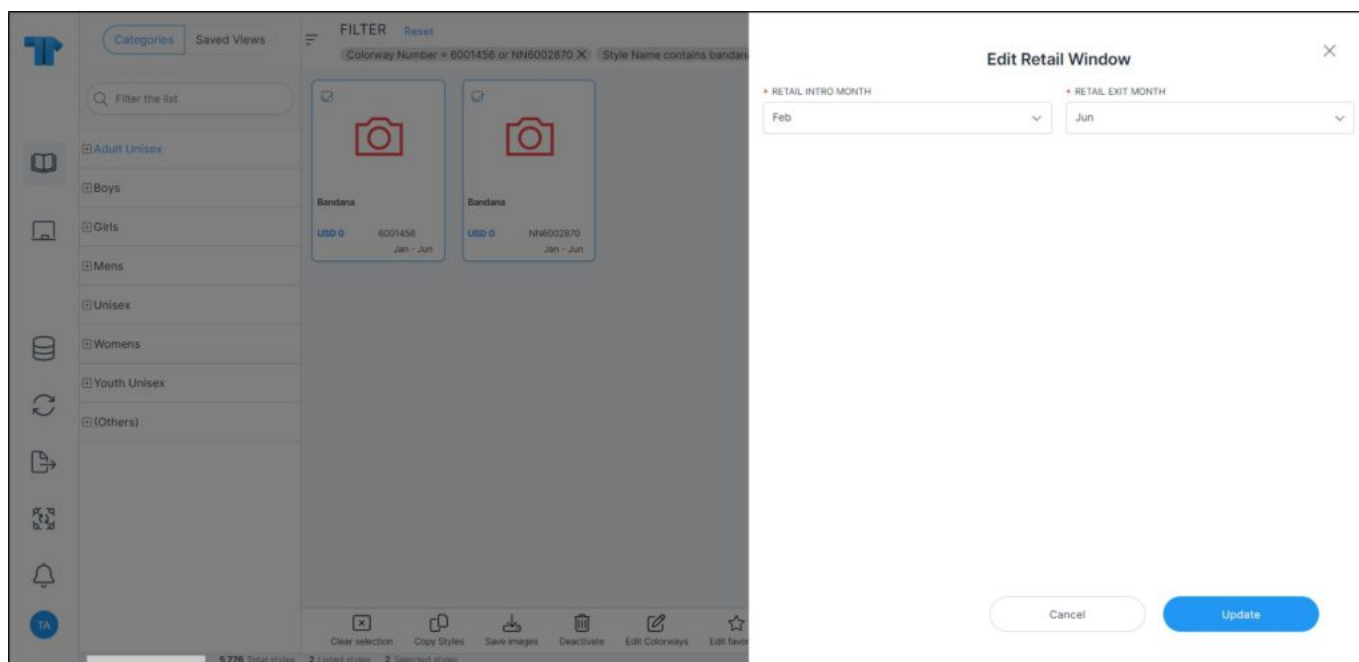 Categories
Saved Views
FILTER Reset
Colorway Number = 6001456 or NN6002870
Style Name contains bandan
Filter the list
Adult Unisex
Boys
Girls
Mens
Unisex
Womens
Youth Unisex
(Others)
TA
Bandana
USD 0 6001456
Jan - Jun
Bandana
USD 0 NN6002870
Jan - Jun
Clear selection
Copy Styles
Save images
Deactivate
Edit Colorways
Edit favor
5,776 Total styles 2 Listed styles 2 Selected styles
Edit Retail Window
* RETAIL INTRO MONTH
Feb
* RETAIL EXIT MONTH
Jun
Cancel
Update